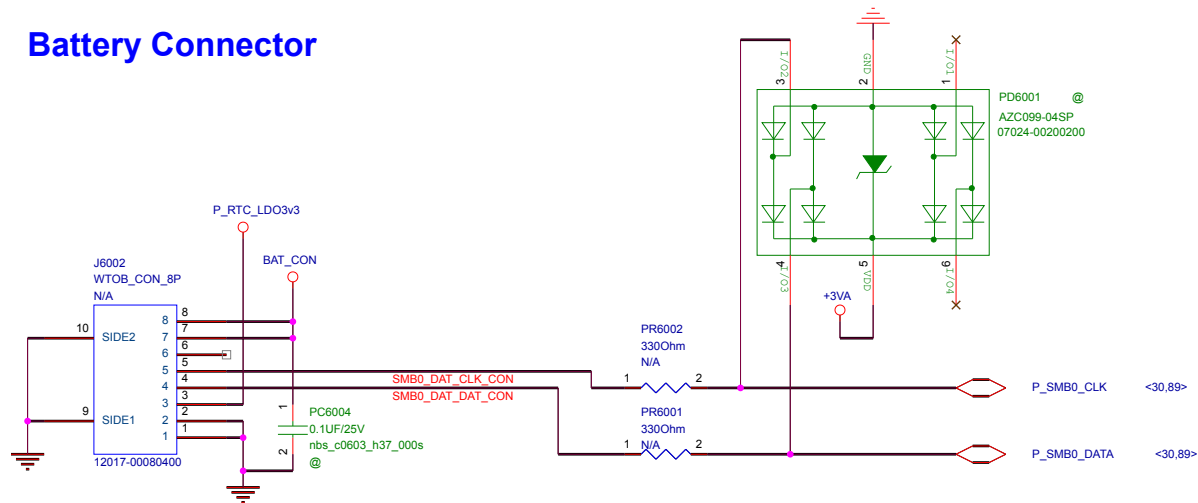 Battery Connector
I/O2
3
GND
2
I/O1
1
PD6001 @
AZC099-04SP
07024-00200200
4
I/O3
5
VDD
6
I/O4
+3VA
P_RTC_LDO3v3
BAT_CON
J6002
WTOB_CON_8P
N/A
10 SIDE2
9 SIDE1
8 8
7 7
6 6
5 5
4 4
3 3
2 2
1 1
12017-00080400
SMB0_DAT_CLK_CON
SMB0_DAT_DAT_CON
1
PC6004
0.1UF/25V
nbs_c0603_h37_000s
2
@
PR6002
330Ohm
N/A
1 2
P_SMB0_CLK <30,89>
PR6001
330Ohm
N/A
1 2
P_SMB0_DATA <30,89>